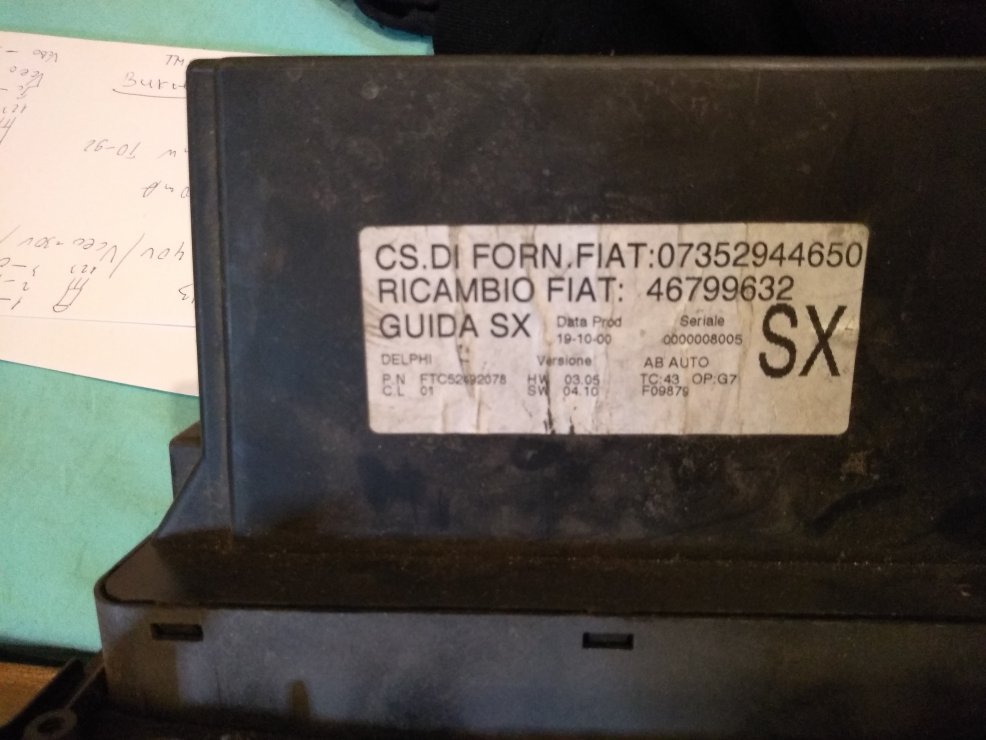 CS.DI FORN.FIAT:07352944650
RICAMBIO FIAT: 46799632
GUIDA SX Data Prod Seriale SX
19-10-00 0000008005
DELPHI Versione AB AUTO
P.N FTC52492078 HW 03.05 TC:43 OP:G7
C.L 01 SW 04.10 F09879